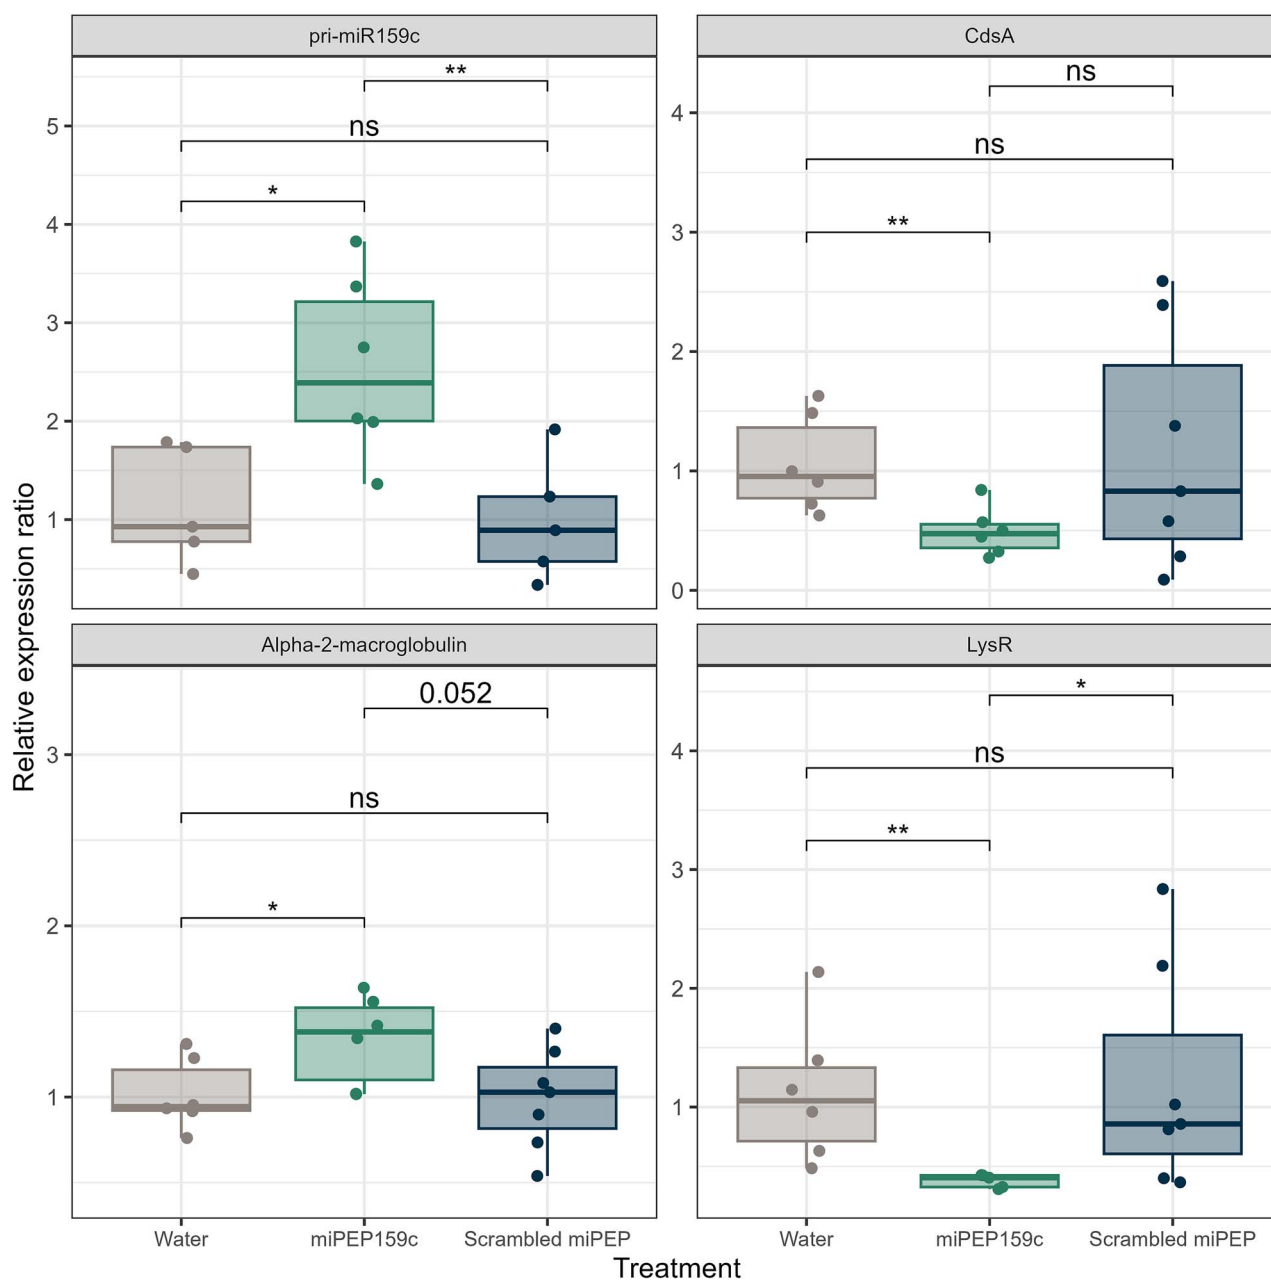 pri-miR159c
CdsA
**
ns
*
5
4
3
2
1
ns
ns
**
4
3
2
1
0
Relative expression ratio
Alpha-2-macroglobulin
LysR
0.052
ns
*
3
2
1
*
ns
**
4
3
2
1
Water
miPEP159c
Scrambled miPEP
Water
miPEP159c
Scrambled miPEP
Treatment